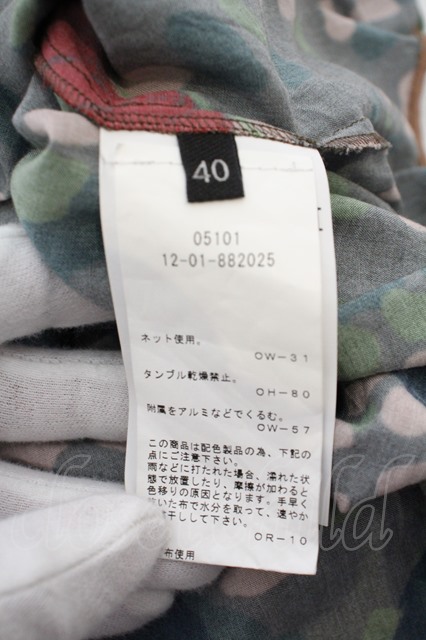 40
05101
12-01-882025
ネット使用。
OW-31
タンブル乾燥禁止。
OH-80
附属をアルミなどでくるむ。
OW-57
この商品は配色製品の為、下記の
点にご注意下さい。
雨などに打たれた場合、濡れた状
態で放置したり、摩擦が加わると
色移りの原因となります。手早く
いた布で水分を取って、速やか
干しして下さい。
OR-10
布使用